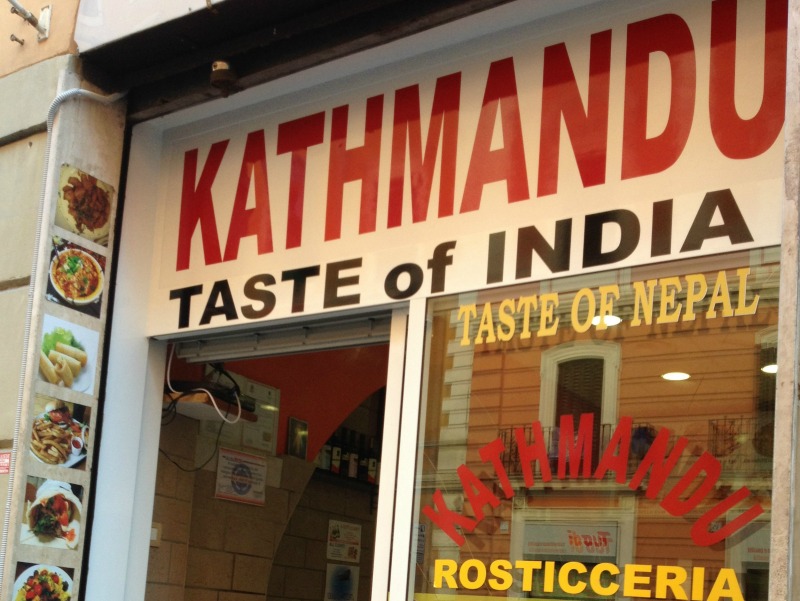 KATHMANDU
TASTE of INDIA
TASTE OF NEPAL
KATHMANDU
ROSTICCERIA